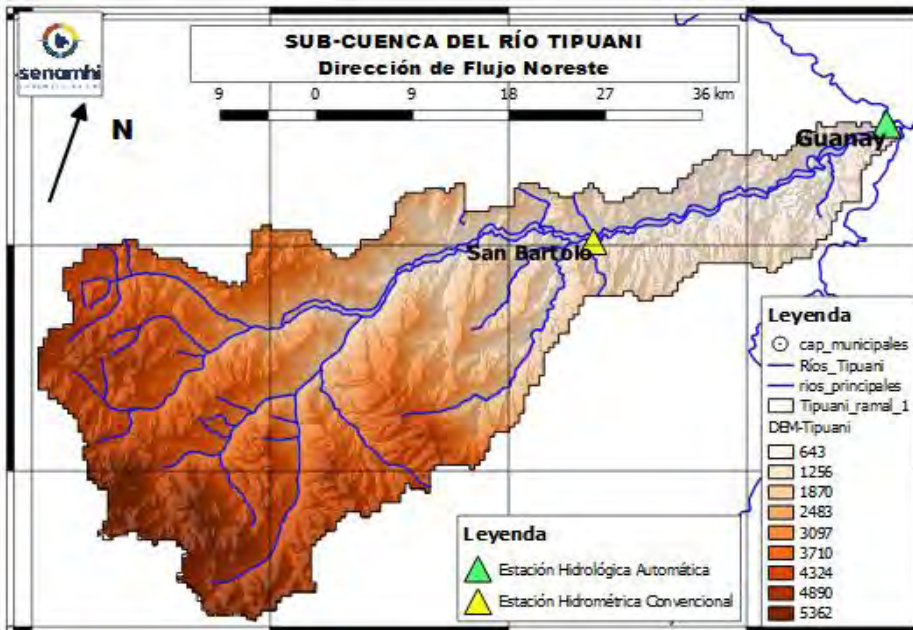 senamhi
SUB-CUENCA DEL RÍO TIPUANI
Dirección de Flujo Noreste
9 0 9 18 27 36 km
N
Guanay
San Bartolo
Leyenda
cap_municipales
Ríos_Tipuani
rios_principales
Tipuani_ramal_1
DEM-Tipuani
643
1256
1870
2483
3097
3710
4324
4890
5362
Leyenda
Estación Hidrológica Automática
Estación Hidrométrica Convencional